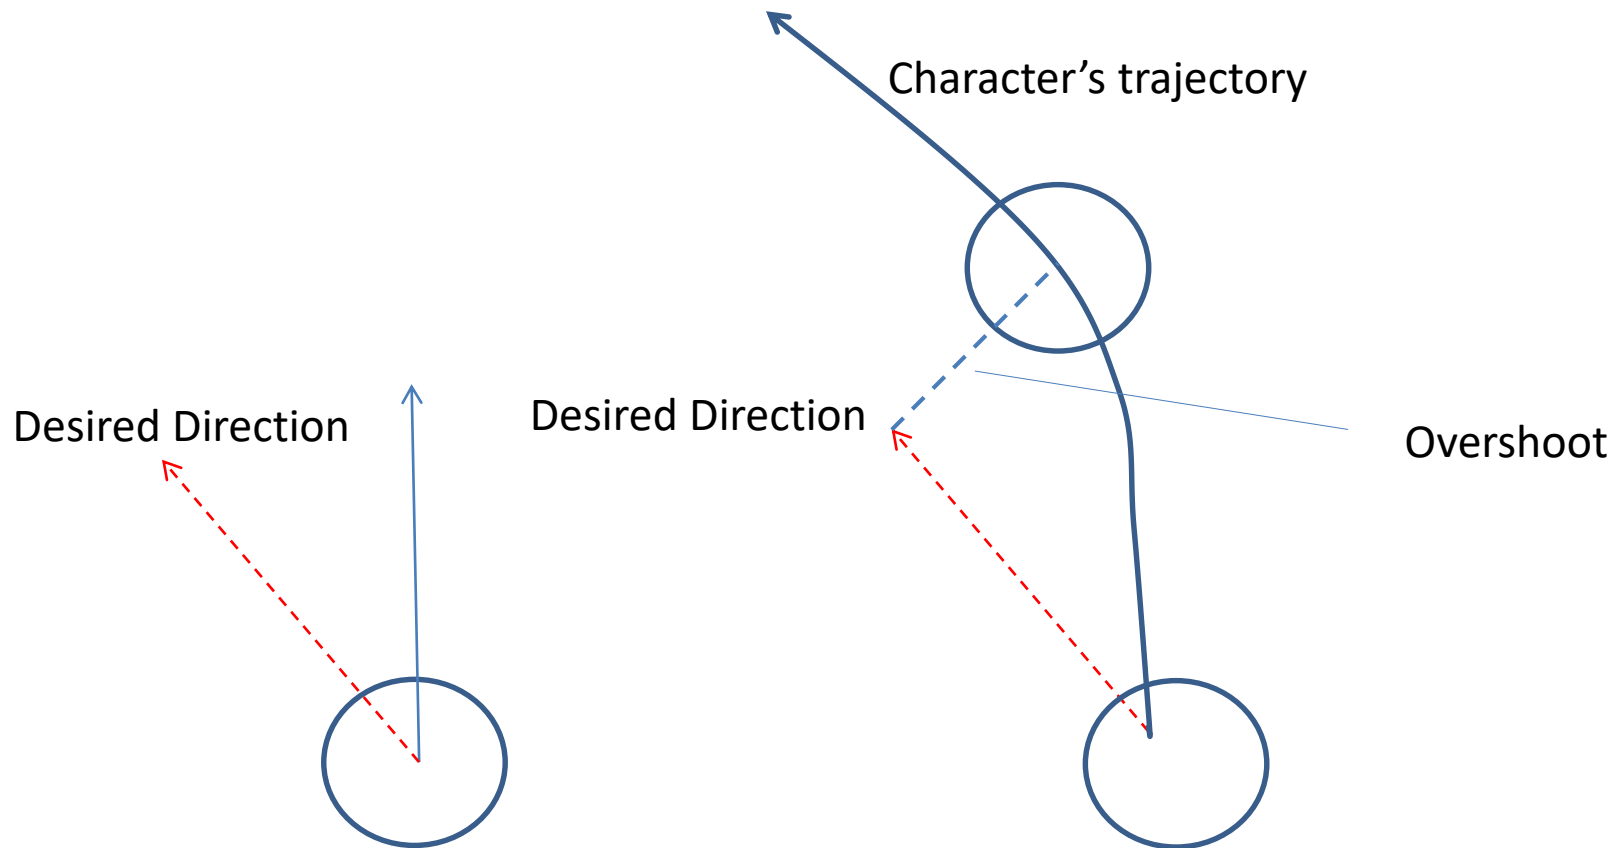 Character’s trajectory
Desired Direction
Desired Direction
Overshoot